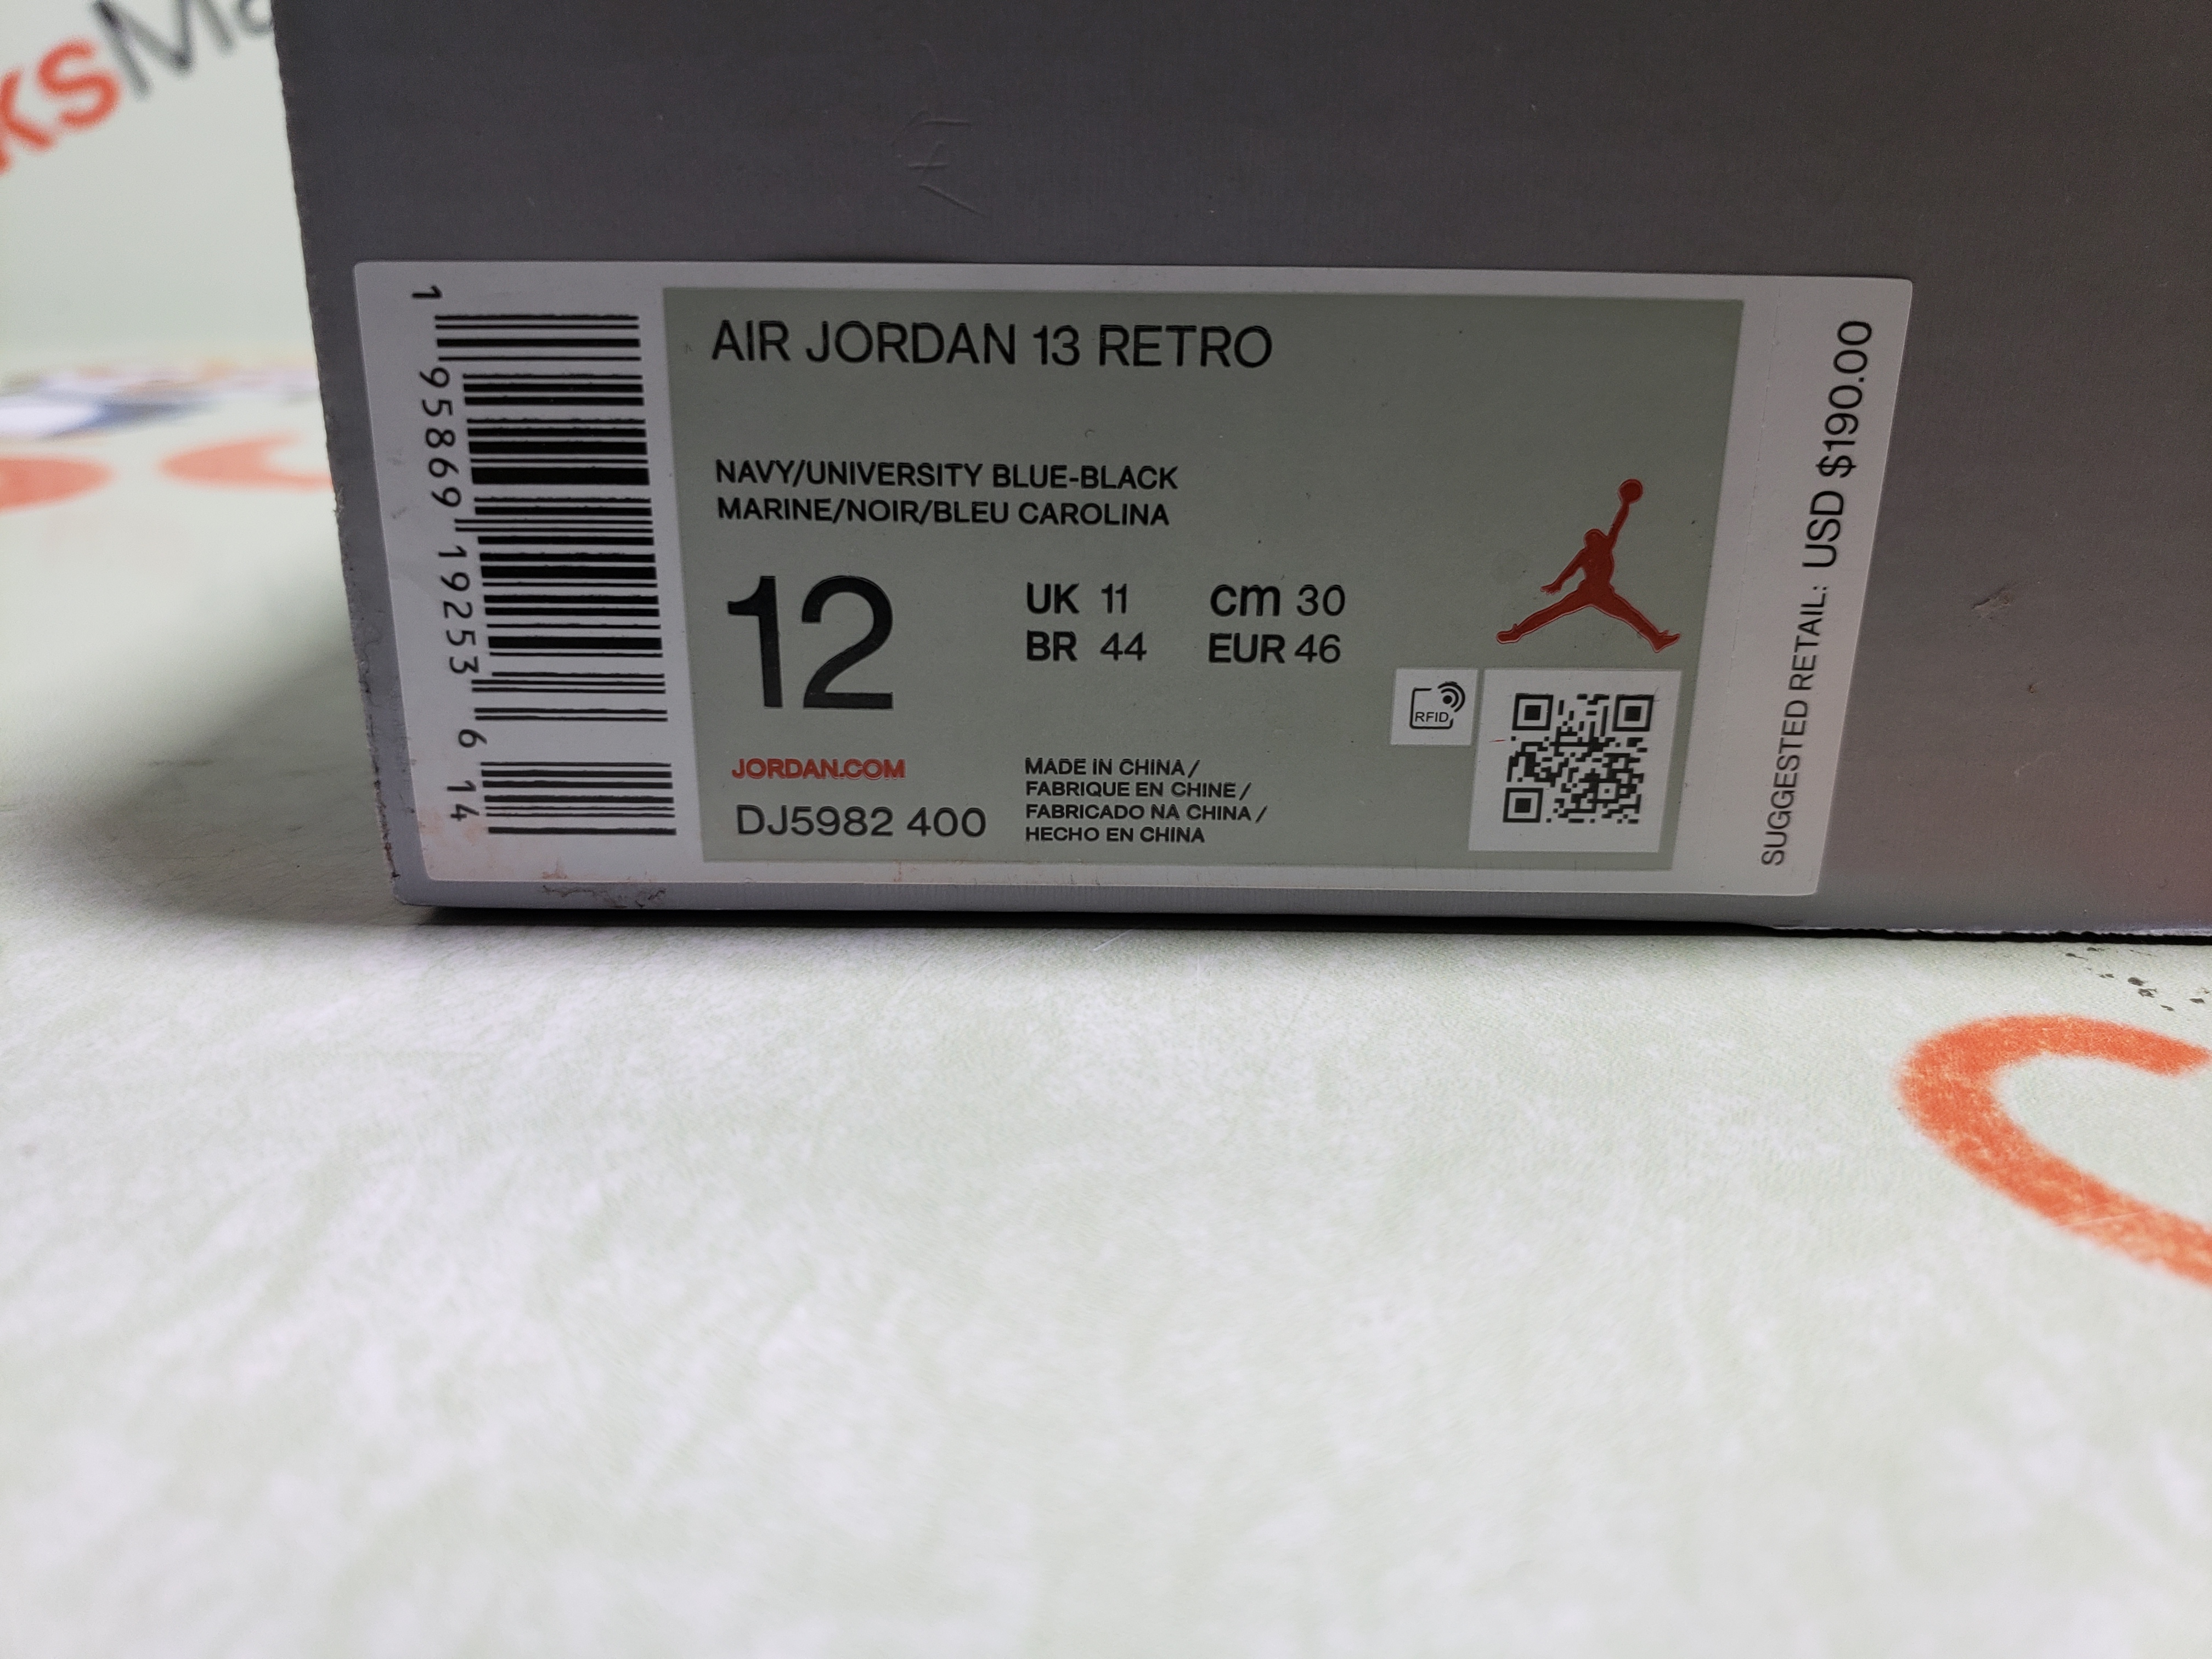 ksMa
1 95869 19253 6 14
AIR JORDAN 13 RETRO
NAVY/UNIVERSITY BLUE-BLACK
MARINE/NOIR/BLEU CAROLINA
12
UK 11 cm 30
BR 44 EUR 46
RFID
JORDAN.COM
DJ5982 400
MADE IN CHINA/
FABRIQUE EN CHINE/
FABRICADO NA CHINA/
HECHO EN CHINA
SUGGESTED RETAIL: USD $190.00